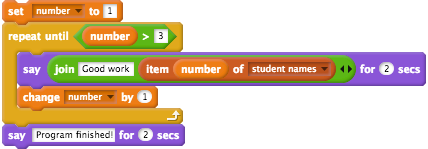 set number to 1
repeat until number > 3
say join Good work item number of student names for 2 secs
change number by 1
say Program finished! for 2 secs